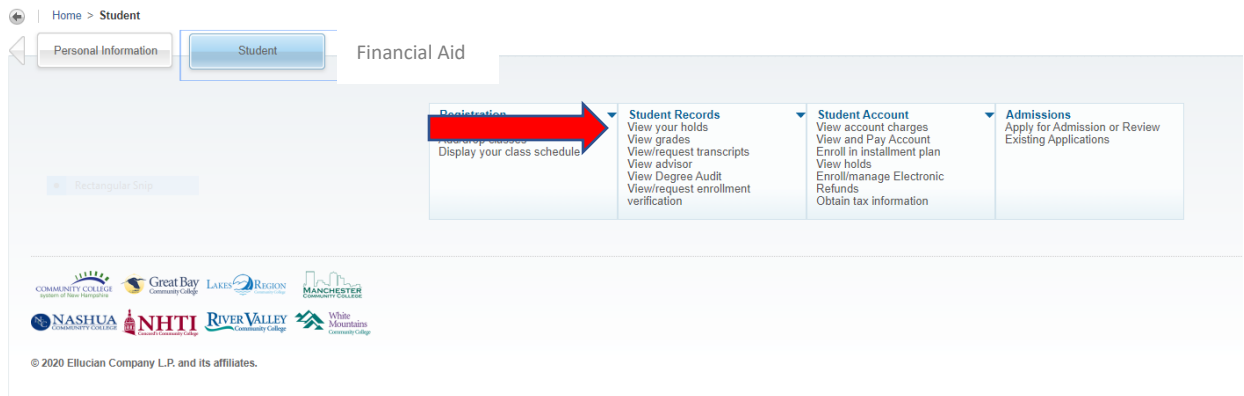 Home > Student
Personal Information
Student
Financial Aid
Registration
Add/drop classes
Display your class schedule
Student Records
View your holds
View grades
View/request transcripts
View advisor
View Degree Audit
View/request enrollment
verification
Student Account
View account charges
View and Pay Account
Enroll in installment plan
View holds
Enroll/manage Electronic
Refunds
Obtain tax information
Admissions
Apply for Admission or Review
Existing Applications
Rectangular Snip
COMMUNITY COLLEGE
system of New Hampshire
Great Bay
Community College
LAKES REGION
Community College
MANCHESTER
COMMUNITY COLLEGE
NASHUA
COMMUNITY COLLEGE
NHTI
Concord's Community College
RIVER VALLEY
Community College
White
Mountains
Community College
© 2020 Ellucian Company L.P. and its affiliates.